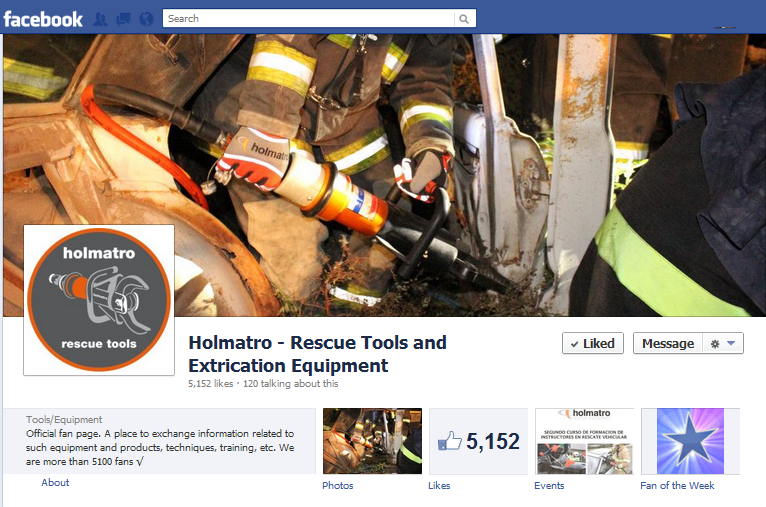 facebook
Search
holmatro
holmatro
rescue tools
Holmatro - Rescue Tools and
Extrication Equipment
5,152 likes · 120 talking about this
✓ Liked
Message
Tools/Equipment
Official fan page. A place to exchange information related to
such equipment and products, techniques, training, etc. We
are more than 5100 fans √
About
Photos
5,152
Likes
holmatro
SEGUNDO CURSO DE FORMACION DE
INSTRUCTORES EN RESCATE VEHICULAR
Events
Fan of the Week